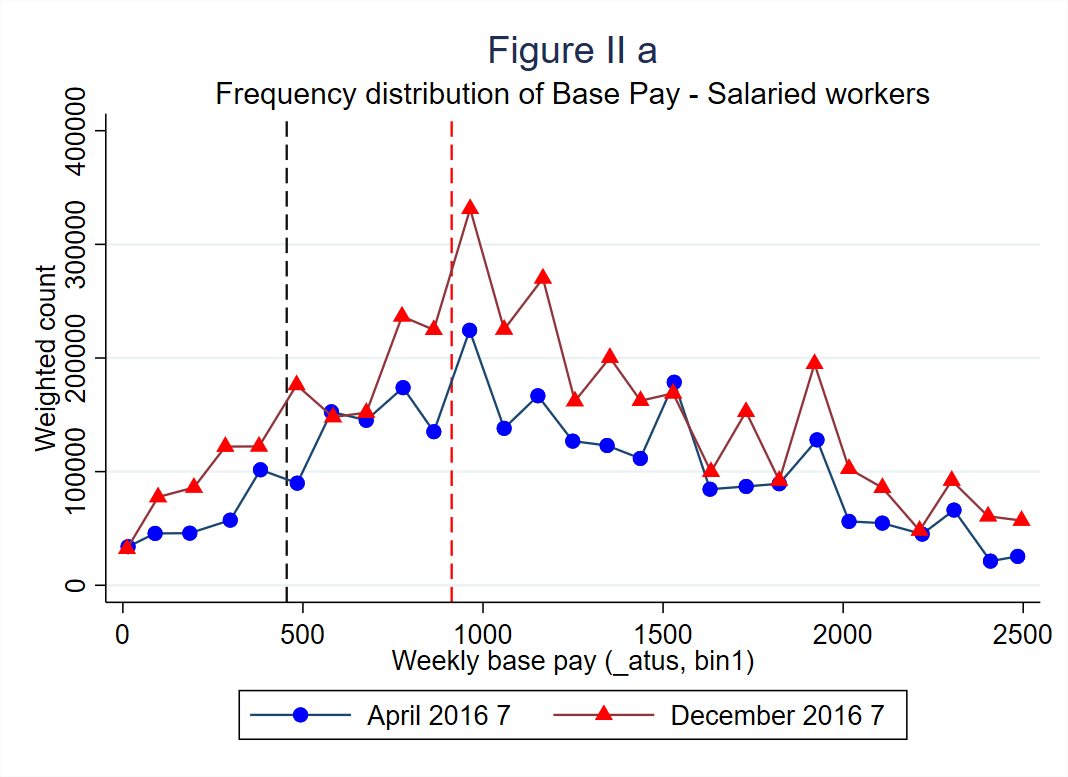 Figure II a
Frequency distribution of Base Pay - Salaried workers
Weighted count
400000
300000
200000
100000
0
0 500 1000 1500 2000 2500
Weekly base pay (_atus, bin1)
April 2016 7 December 2016 7